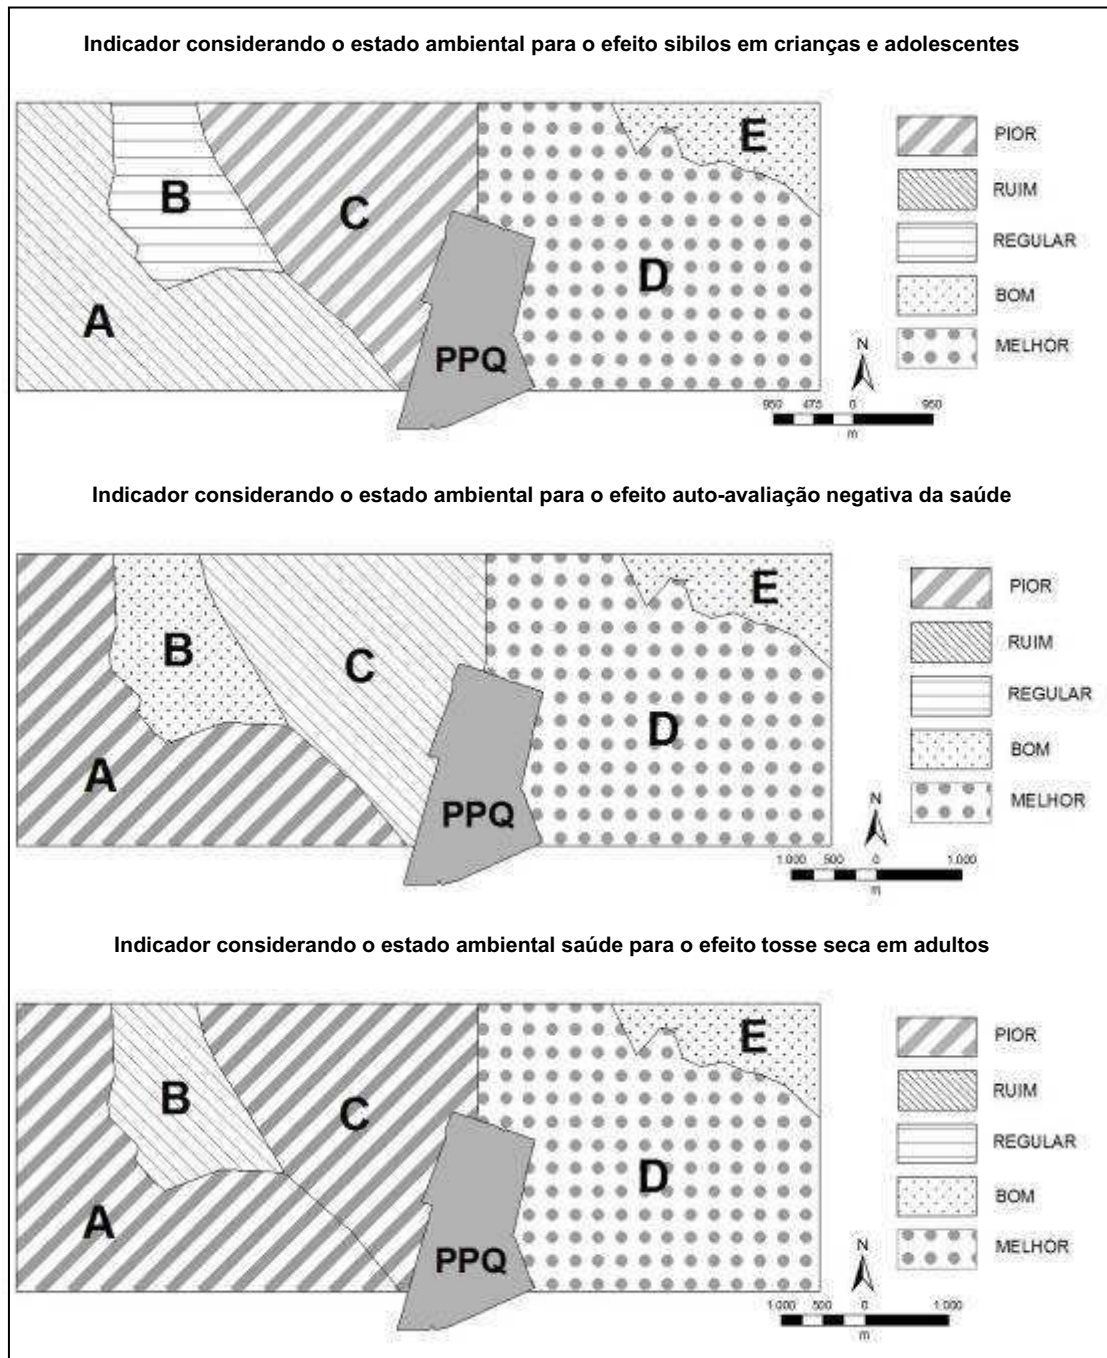 Indicador considerando o estado ambiental para o efeito sibilos em crianças e adolescentes
A
B
C
D
E
PPQ
PIOR
RUIM
REGULAR
BOM
MELHOR
N
950 475 0 950
m
Indicador considerando o estado ambiental para o efeito auto-avaliação negativa da saúde
A
B
C
D
E
PPQ
PIOR
RUIM
REGULAR
BOM
MELHOR
N
1.000 500 0 1.000
m
Indicador considerando o estado ambiental saúde para o efeito tosse seca em adultos
A
B
C
D
E
PPQ
PIOR
RUIM
REGULAR
BOM
MELHOR
N
1.000 500 0 1.000
m